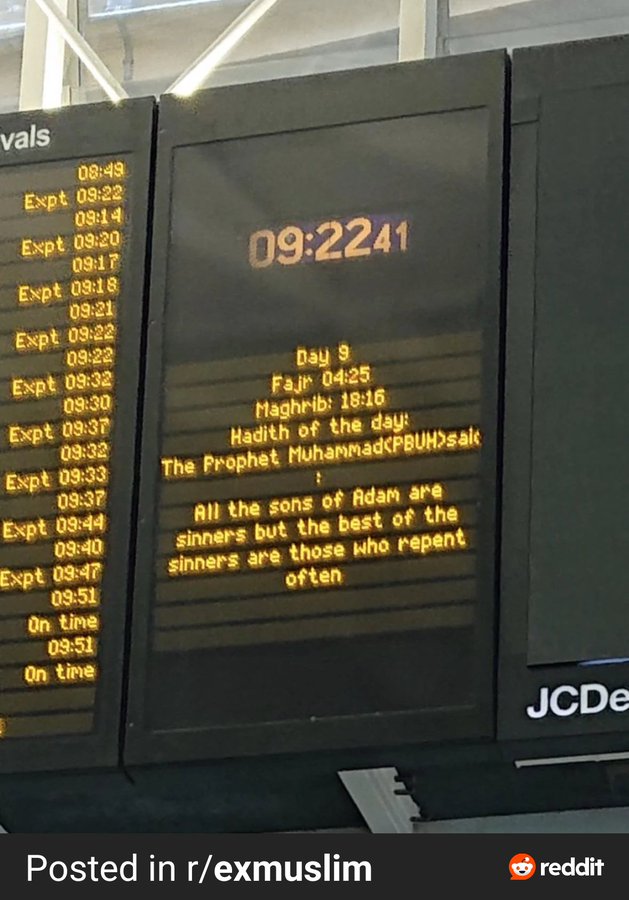 vals
08:49
Expt 09:22
09:14
Expt 09:20
09:17
Expt 09:18
09:21
Expt 09:22
09:22
Expt 09:32
09:30
Expt 09:37
09:32
Expt 09:33
09:37
Expt 09:44
09:40
Expt 09:47
09:51
On time
09:51
On time
09:2241
Day 9
Fajr 04:25
Maghrib: 18:16
Hadith of the day:
The Prophet Muhammad(PBUH)said
:
All the sons of Adam are
sinners but the best of the
sinners are those who repent
often
JCDe
Posted in r/exmuslim
reddit